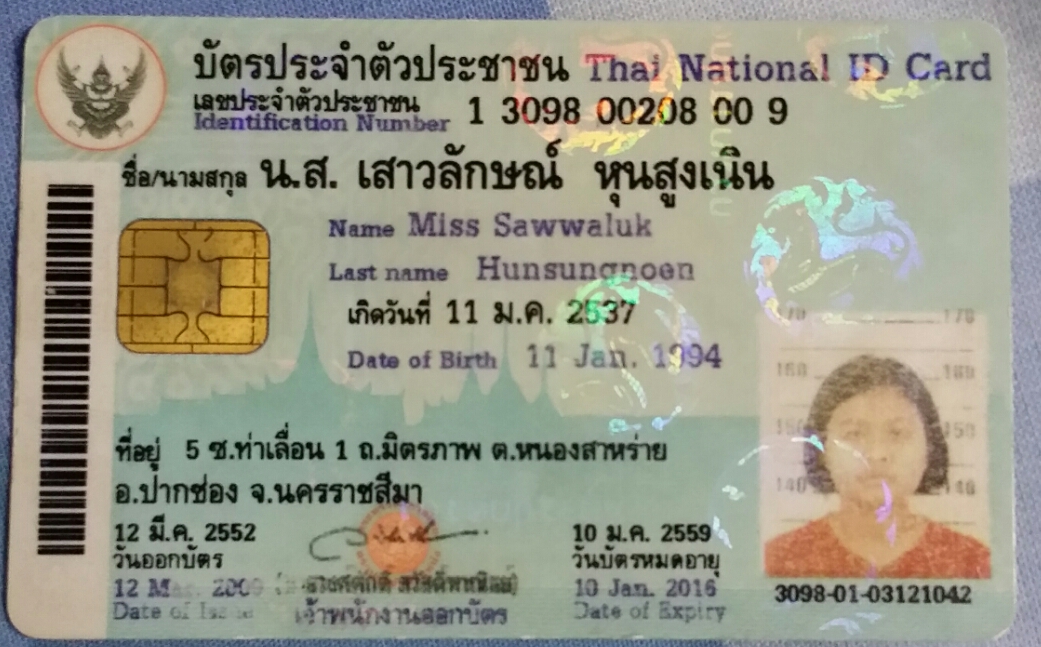 บัตรประจำตัวประชาชน Thai National ID Card
เลขประจำตัวประชาชน 1 3098 00208 00 9
Identification Number
ชื่อ/นามสกุล น.ส. เสาวลักษณ์ หุนสูงเนิน
Name Miss Sawwaluk
Last name Hunsungnoen
เกิดวันที่ 11 ม.ค. 2537
Date of Birth 11 Jan. 1994
170 170
160 160
150 150
140 140
ที่อยู่ 5 ซ.ท่าเลื่อน 1 ถ.มิตรภาพ ต.หนองสาหร่าย
อ.ปากช่อง จ.นครราชสีมา
12 มี.ค. 2552 10 ม.ค. 2559
วันออกบัตร วันบัตรหมดอายุ
12 Mar. 2009 10 Jan. 2016
Date of Issue เจ้าพนักงานออกบัตร Date of Expiry
3098-01-03121042